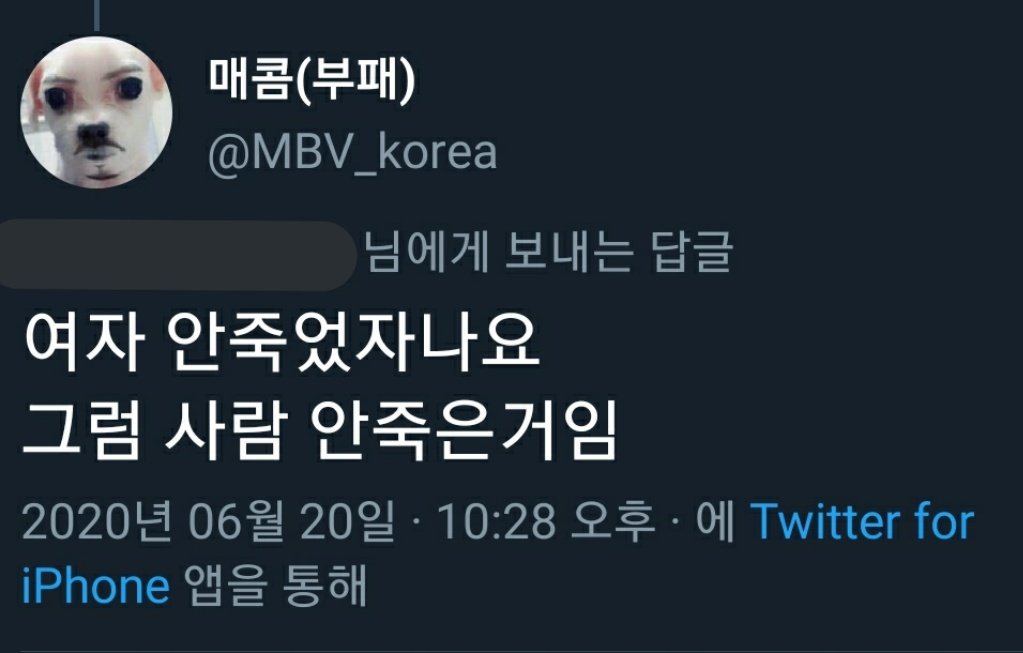 매콤(부패)
@MBV_korea
님에게 보내는 답글
여자 안죽었자나요
그럼 사람 안죽은거임
2020년 06월 20일 · 10:28 오후 · 에 Twitter for
iPhone 앱을 통해